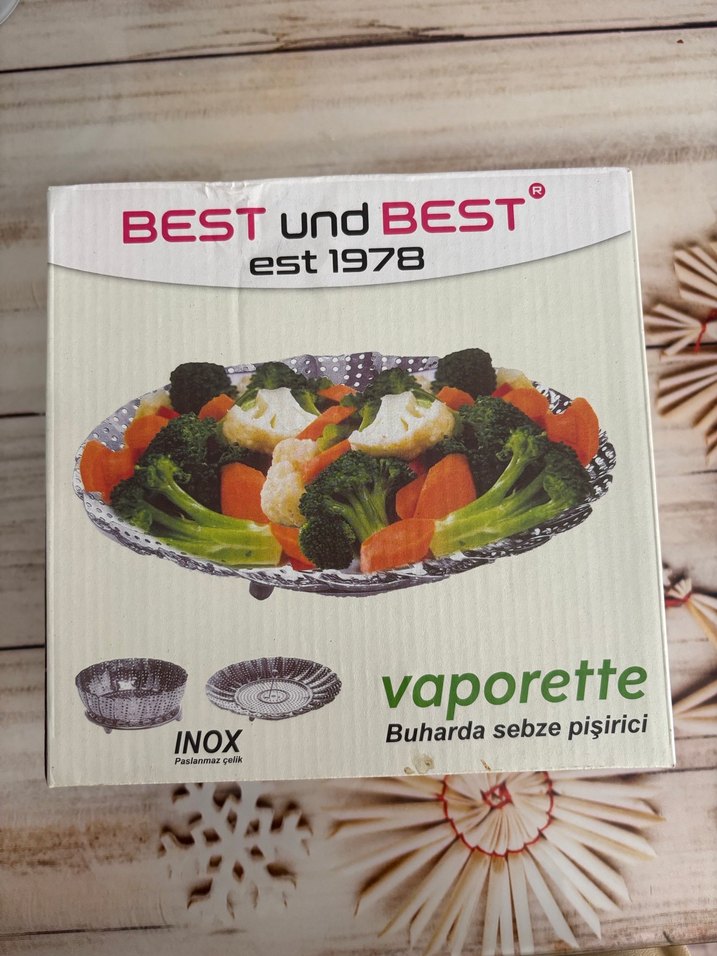 BEST und BEST®
est 1978
vaporette
Buharda sebze pişirici
INOX
Paslanmaz çelik